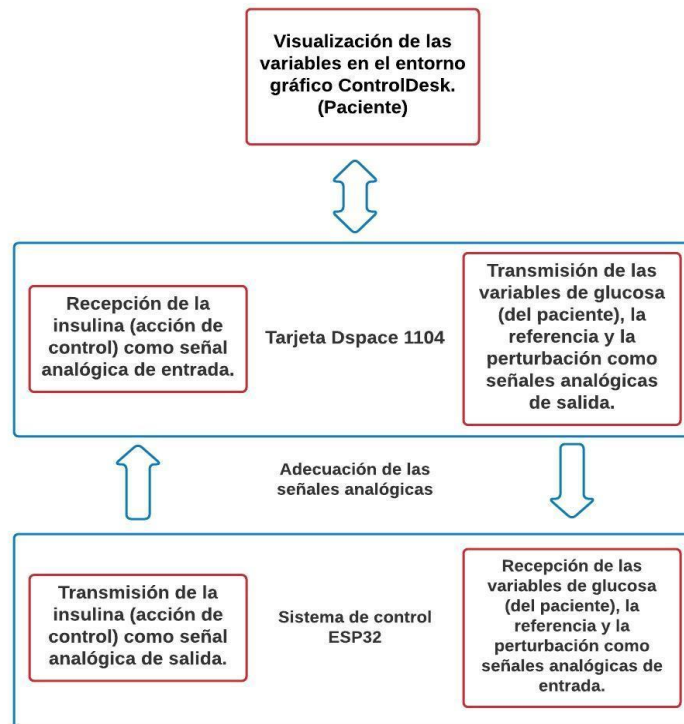 Visualización de las
variables en el entorno
gráfico ControlDesk.
(Paciente)
Recepción de la
insulina (acción de
control) como señal
analógica de entrada.
Tarjeta Dspace 1104
Transmisión de las
variables de glucosa
(del paciente), la
referencia y la
perturbación como
señales analógicas
de salida.
Adecuación de las
señales analógicas
Transmisión de la
insulina (acción de
control) como señal
analógica de salida.
Sistema de control
ESP32
Recepción de las
variables de glucosa
(del paciente), la
referencia y la
perturbación como
señales analógicas de
entrada.